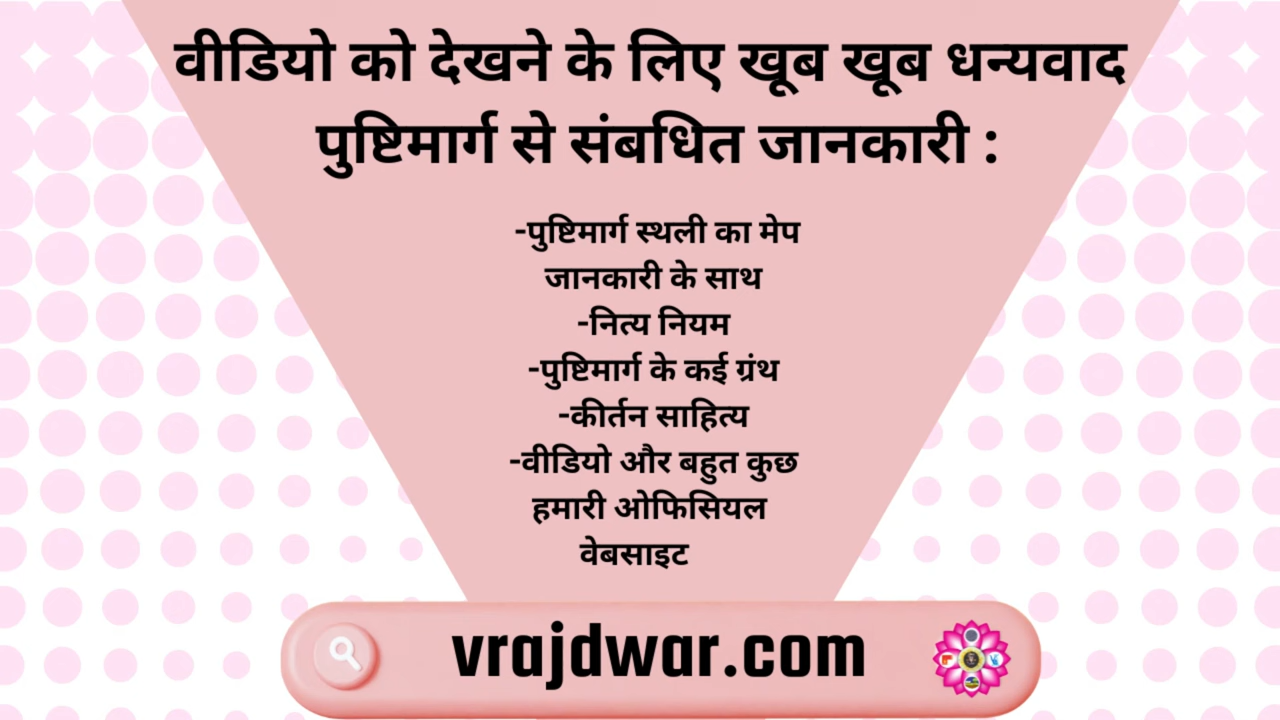 वीडियो को देखने के लिए खूब खूब धन्यवाद
पुष्टिमार्ग से संबधित जानकारी :
-पुष्टिमार्ग स्थली का मेप
जानकारी के साथ
-नित्य नियम
-पुष्टिमार्ग के कई ग्रंथ
-कीर्तन साहित्य
-वीडियो और बहुत कुछ
हमारी ओफिसियल
वेबसाइट
vrajdwar.com